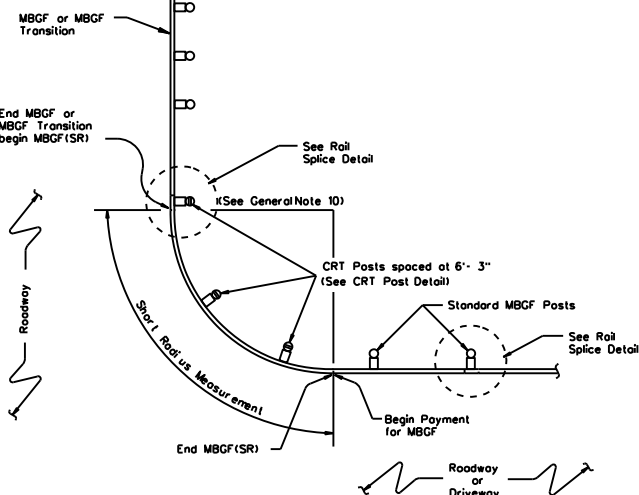 MBGF or MBGF
Transition
End MBGF or
MBGF Transition
begin MBGF(SR)
See Rail
Splice Detail
(See General Note 10)
CRT Posts spaced at 6'- 3"
(See CRT Post Detail)
Roadway
Short Radius Measurement
Standard MBGF Posts
See Rail
Splice Detail
Begin Payment
for MBGF
End MBGF(SR)
Roadway
or
Driveway